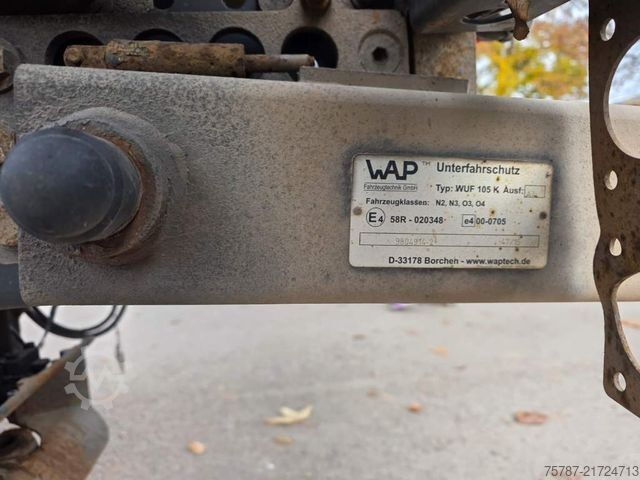 WAP™ Unterfahrschutz
Fahrzeugtechnik GmbH
Typ: WUF 105 K Ausf:
Fahrzeugklassen: N2, N3, O3, O4
E4 58R - 020348 e4 00-0705
D-33178 Borchen - www.waptech.de
75787-21724713